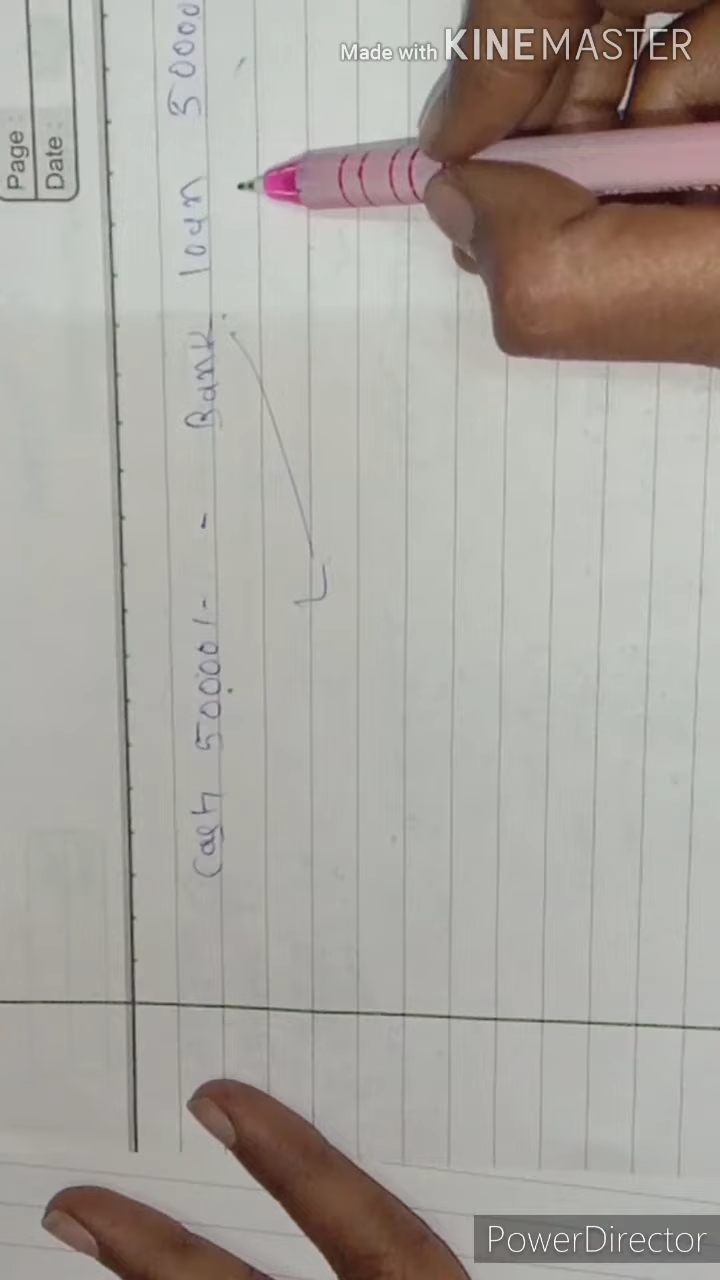 Made with KINEMASTER
Page :
Date :
Cash 50000/- - Bank loan 50000
PowerDirector